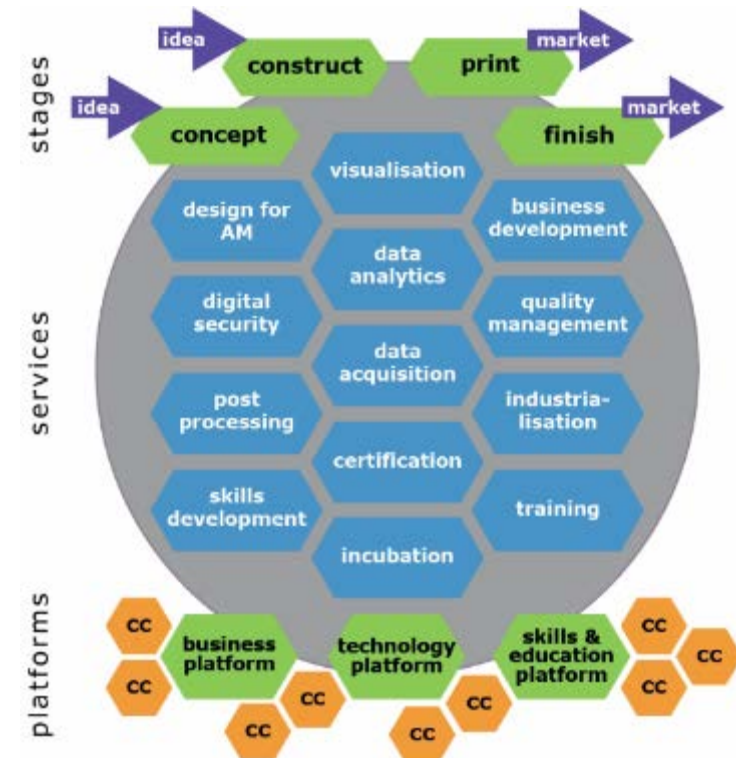 idea
construct
print
market
idea
concept
finish
market
stages
visualisation
design for
AM
business
development
data
analytics
digital
security
quality
management
data
acquisition
services
post
processing
industria-
lisation
certification
skills
development
training
incubation
platforms
cc
cc
business
platform
cc
cc
technology
platform
cc
cc
skills &
education
platform
cc
cc
cc